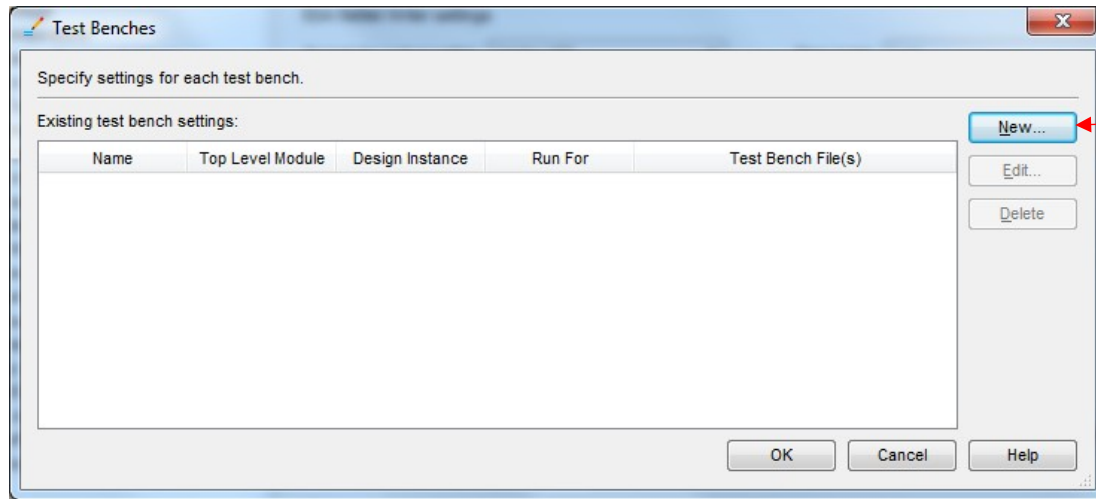 Test Benches
Specify settings for each test bench.
Existing test bench settings:
New...
Name Top Level Module Design Instance Run For Test Bench File(s)
Edit...
Delete
OK Cancel Help